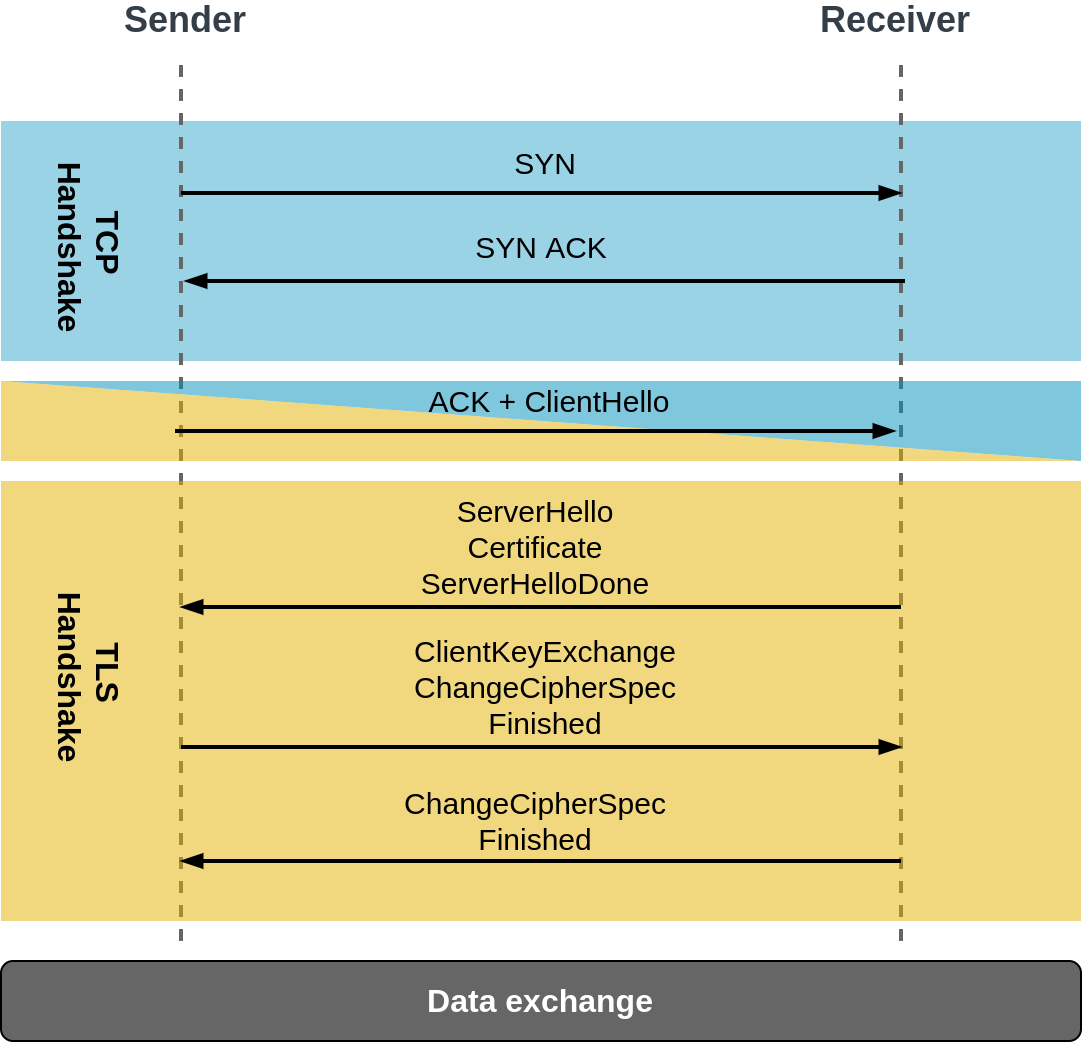 Sender
Receiver
TCP
Handshake
SYN
SYN ACK
ACK + ClientHello
TLS
Handshake
ServerHello
Certificate
ServerHelloDone
ClientKeyExchange
ChangeCipherSpec
Finished
ChangeCipherSpec
Finished
Data exchange